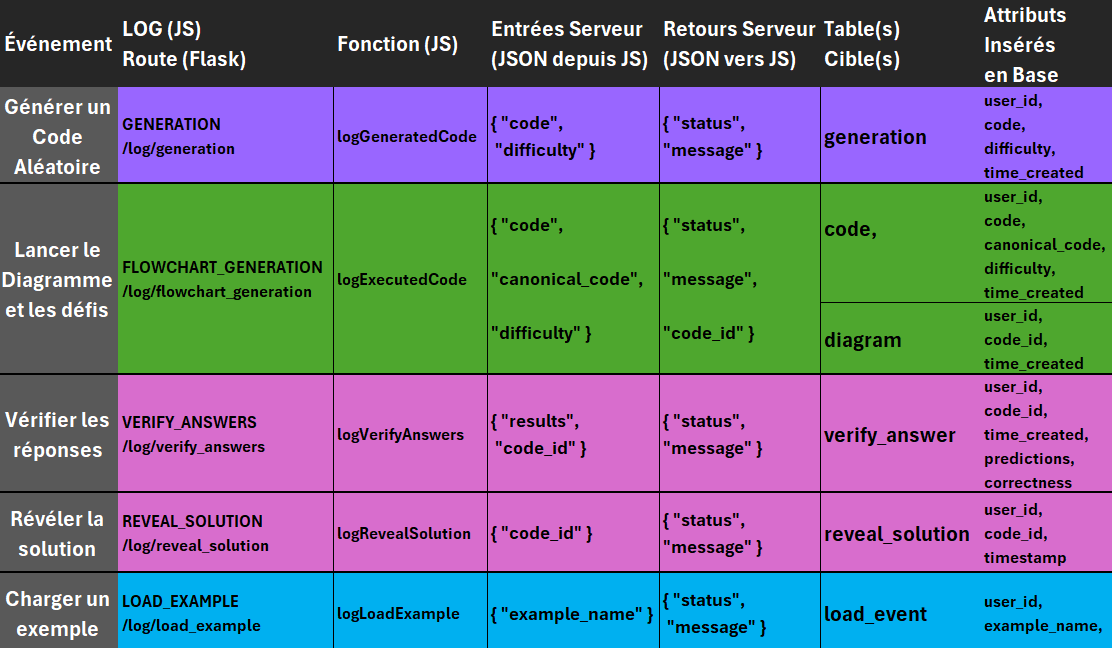 Événement
LOG (JS)
Route (Flask)
Fonction (JS)
Entrées Serveur
(JSON depuis JS)
Retours Serveur
(JSON vers JS)
Table(s)
Cible(s)
Attributs
Insérés
en Base
Générer un
Code
Aléatoire
GENERATION
/log/generation
logGeneratedCode
{ "code",
"difficulty" }
{ "status",
"message" }
generation
user_id,
code,
difficulty,
time_created
Lancer le
Diagramme
et les défis
FLOWCHART_GENERATION
/log/flowchart_generation
logExecutedCode
{ "code",
"canonical_code",
"difficulty" }
{ "status",
"message",
"code_id" }
code,
user_id,
code,
canonical_code,
difficulty,
time_created
diagram
user_id,
code_id,
time_created
Vérifier les
réponses
VERIFY_ANSWERS
/log/verify_answers
logVerifyAnswers
{ "results",
"code_id" }
{ "status",
"message" }
verify_answer
user_id,
code_id,
time_created,
predictions,
correctness
Révéler la
solution
REVEAL_SOLUTION
/log/reveal_solution
logRevealSolution
{ "code_id" }
{ "status",
"message" }
reveal_solution
user_id,
code_id,
timestamp
Charger un
exemple
LOAD_EXAMPLE
/log/load_example
logLoadExample
{ "example_name" }
{ "status",
"message" }
load_event
user_id,
example_name,